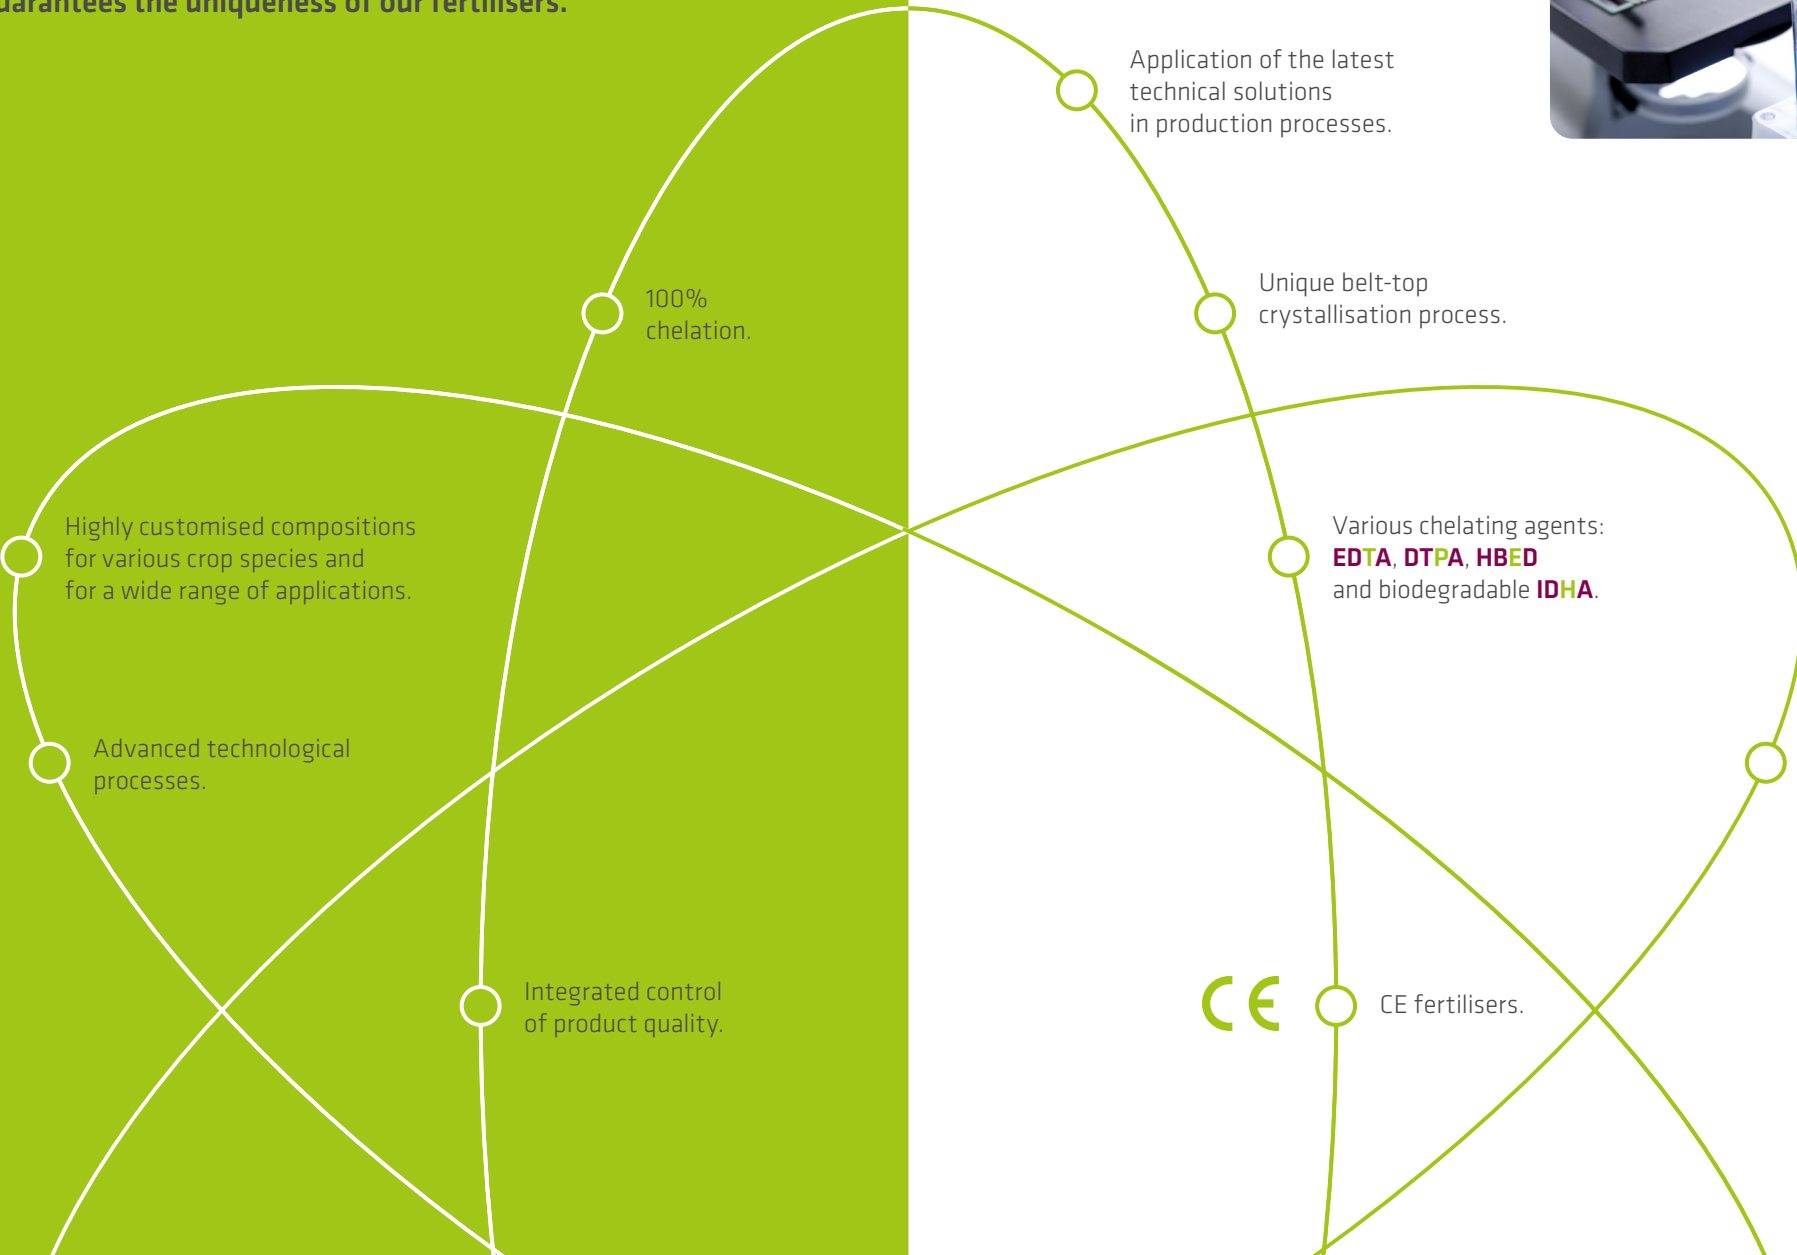 guarantees the uniqueness of our fertilisers.
Application of the latest
technical solutions
in production processes.
Unique belt-top
crystallisation process.
100%
chelation.
Highly customised compositions
for various crop species and
for a wide range of applications.
Various chelating agents:
EDTA, DTPA, HBED
and biodegradable IDHA.
Advanced technological
processes.
Integrated control
of product quality.
CE
CE fertilisers.